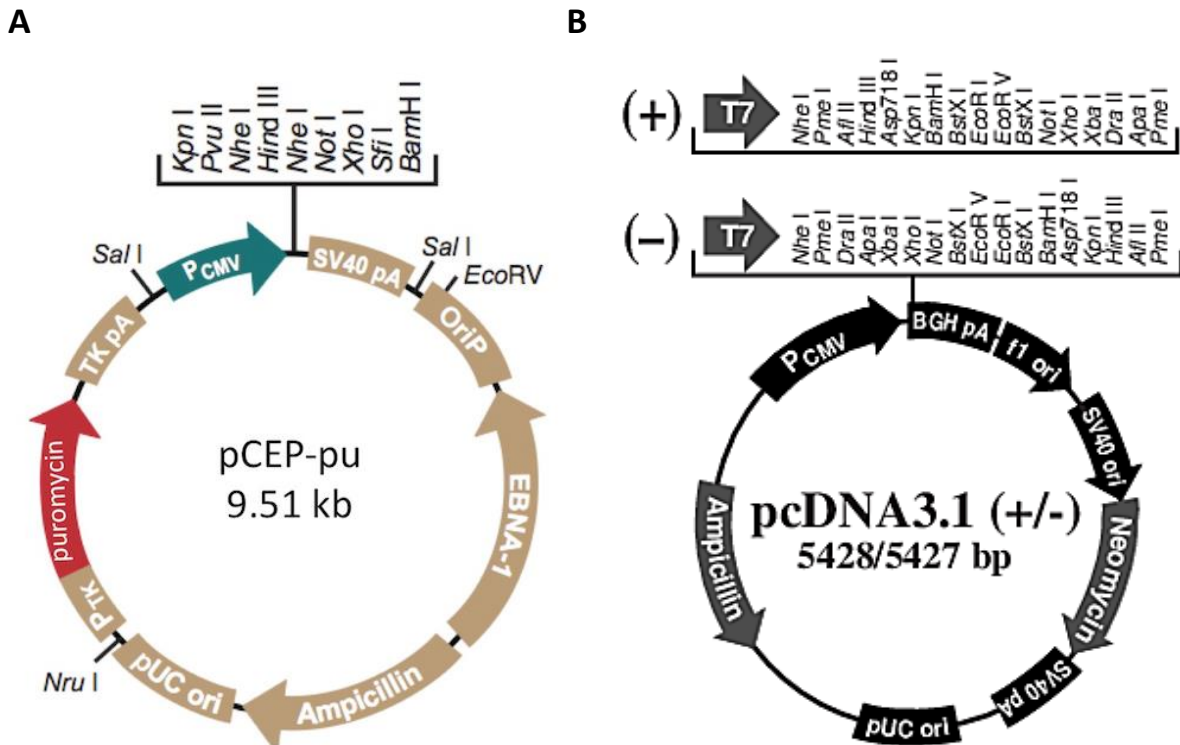 A
Kpn I
Pvu II
Nhe I
Hind III
Nhe I
Not I
Xho I
Sfi I
BamH I
Sal I
PCMV
SV40 pA
Sal I
EcoRV
OriP
EBNA-1
Ampicillin
pUC ori
Nru I
PTK
puromycin
TK pA
pCEP-pu
9.51 kb
B
(+)
T7
Nhe I
Pme I
Afl II
Hind III
Asp718 I
Kpn I
BamH I
BstX I
EcoR I
EcoR V
BstX I
Not I
Xho I
Xba I
Dra II
Apa I
Pme I
(–)
T7
Nhe I
Pme I
Dra II
Apa I
Xba I
Xho I
Not I
BstX I
EcoR V
EcoR I
BstX I
BamH I
Asp718 I
Kpn I
Hind III
Afl II
Pme I
PCMV
BGH pA
f1 ori
SV40 ori
Neomycin
SV40 pA
pUC ori
Ampicillin
pcDNA3.1 (+/-)
5428/5427 bp